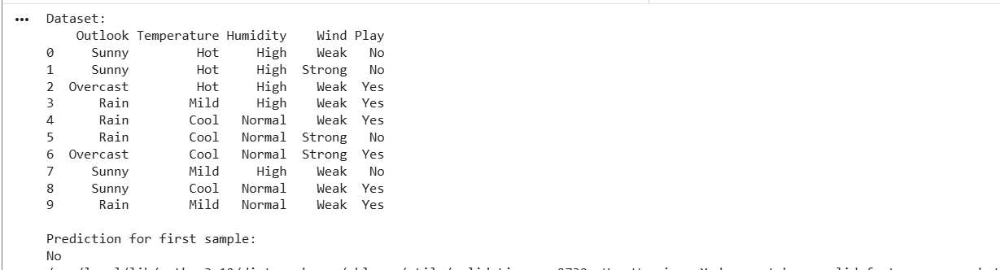 Dataset:
Outlook Temperature Humidity Wind Play
0 Sunny Hot High Weak No
1 Sunny Hot High Strong No
2 Overcast Hot High Weak Yes
3 Rain Mild High Weak Yes
4 Rain Cool Normal Weak Yes
5 Rain Cool Normal Strong No
6 Overcast Cool Normal Strong Yes
7 Sunny Mild High Weak No
8 Sunny Cool Normal Weak Yes
9 Rain Mild Normal Weak Yes
Prediction for first sample:
No